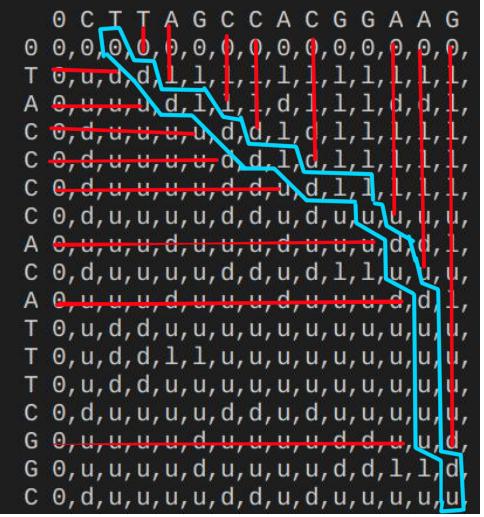 0 C T T A G C C A C G G A A G
0 0,0,0,0,0,0,0,0,0,0,0,0,0,0,0,
T 0,u,d,d,l,l,l,l,l,l,l,l,l,l,l,
A 0,u,u,u,d,l,l,l,d,l,l,l,d,d,l,
C 0,d,u,u,u,u,d,d,l,d,l,l,l,l,l,
C 0,d,u,u,u,u,d,d,l,d,l,l,l,l,l,
C 0,d,u,u,u,u,d,d,u,d,l,l,l,l,l,
C 0,d,u,u,u,u,d,d,u,d,u,u,u,u,u,
A 0,u,u,u,d,u,u,u,d,u,u,u,d,d,l,
C 0,d,u,u,u,u,d,d,u,d,l,l,u,u,u,
A 0,u,u,u,d,u,u,u,d,u,u,u,d,d,l,
T 0,u,d,d,u,u,u,u,u,u,u,u,u,u,u,
T 0,u,d,d,l,l,u,u,u,u,u,u,u,u,u,
T 0,u,d,d,u,u,u,u,u,u,u,u,u,u,u,
C 0,d,u,u,u,u,d,d,u,d,u,u,u,u,u,
G 0,u,u,u,u,d,u,u,u,u,d,d,u,u,d,
G 0,u,u,u,u,d,u,u,u,u,d,d,l,l,d,
C 0,d,u,u,u,u,d,d,u,d,u,u,u,u,u,